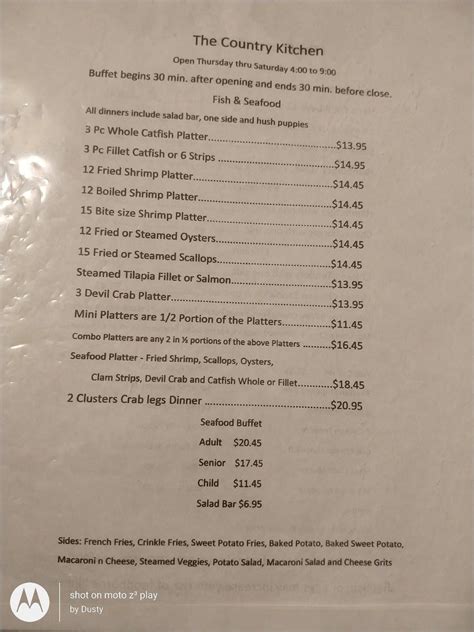 The Country Kitchen
Open Thursday thru Saturday 4:00 to 9:00
Buffet begins 30 min. after opening and ends 30 min. before close.
Fish & Seafood
All dinners include salad bar, one side and hush puppies
3 Pc Whole Catfish Platter..............................$13.95
3 Pc Fillet Catfish or 6 Strips ..........................$14.95
12 Fried Shrimp Platter...................................$14.45
12 Boiled Shrimp Platter.................................$14.45
15 Bite size Shrimp Platter..............................$14.45
12 Fried or Steamed Oysters...........................$14.45
15 Fried or Steamed Scallops..........................$14.45
Steamed Tilapia Fillet or Salmon.....................$13.95
3 Devil Crab Platter.........................................$13.95
Mini Platters are 1/2 Portion of the Platters.......$11.45
Combo Platters are any 2 in ½ portions of the above Platters ..........$16.45
Seafood Platter - Fried Shrimp, Scallops, Oysters,
Clam Strips, Devil Crab and Catfish Whole or Fillet..........$18.45
2 Clusters Crab legs Dinner ..............................$20.95
Seafood Buffet
Adult $20.45
Senior $17.45
Child $11.45
Salad Bar $6.95
Sides: French Fries, Crinkle Fries, Sweet Potato Fries, Baked Potato, Baked Sweet Potato,
Macaroni n Cheese, Steamed Veggies, Potato Salad, Macaroni Salad and Cheese Grits
shot on moto z³ play
by Dusty